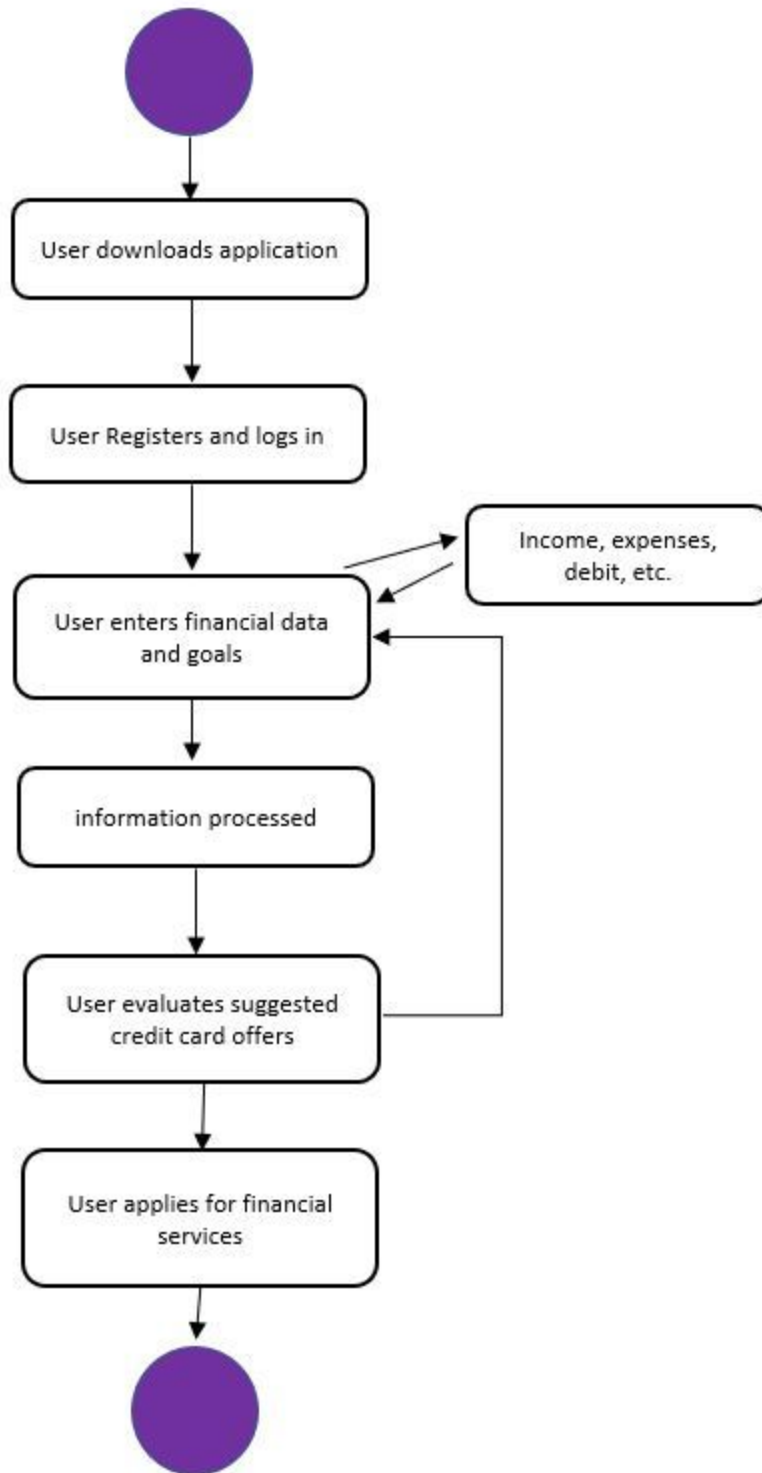 User downloads application
User Registers and logs in
Income, expenses,
debit, etc.
User enters financial data
and goals
information processed
User evaluates suggested
credit card offers
User applies for financial
services